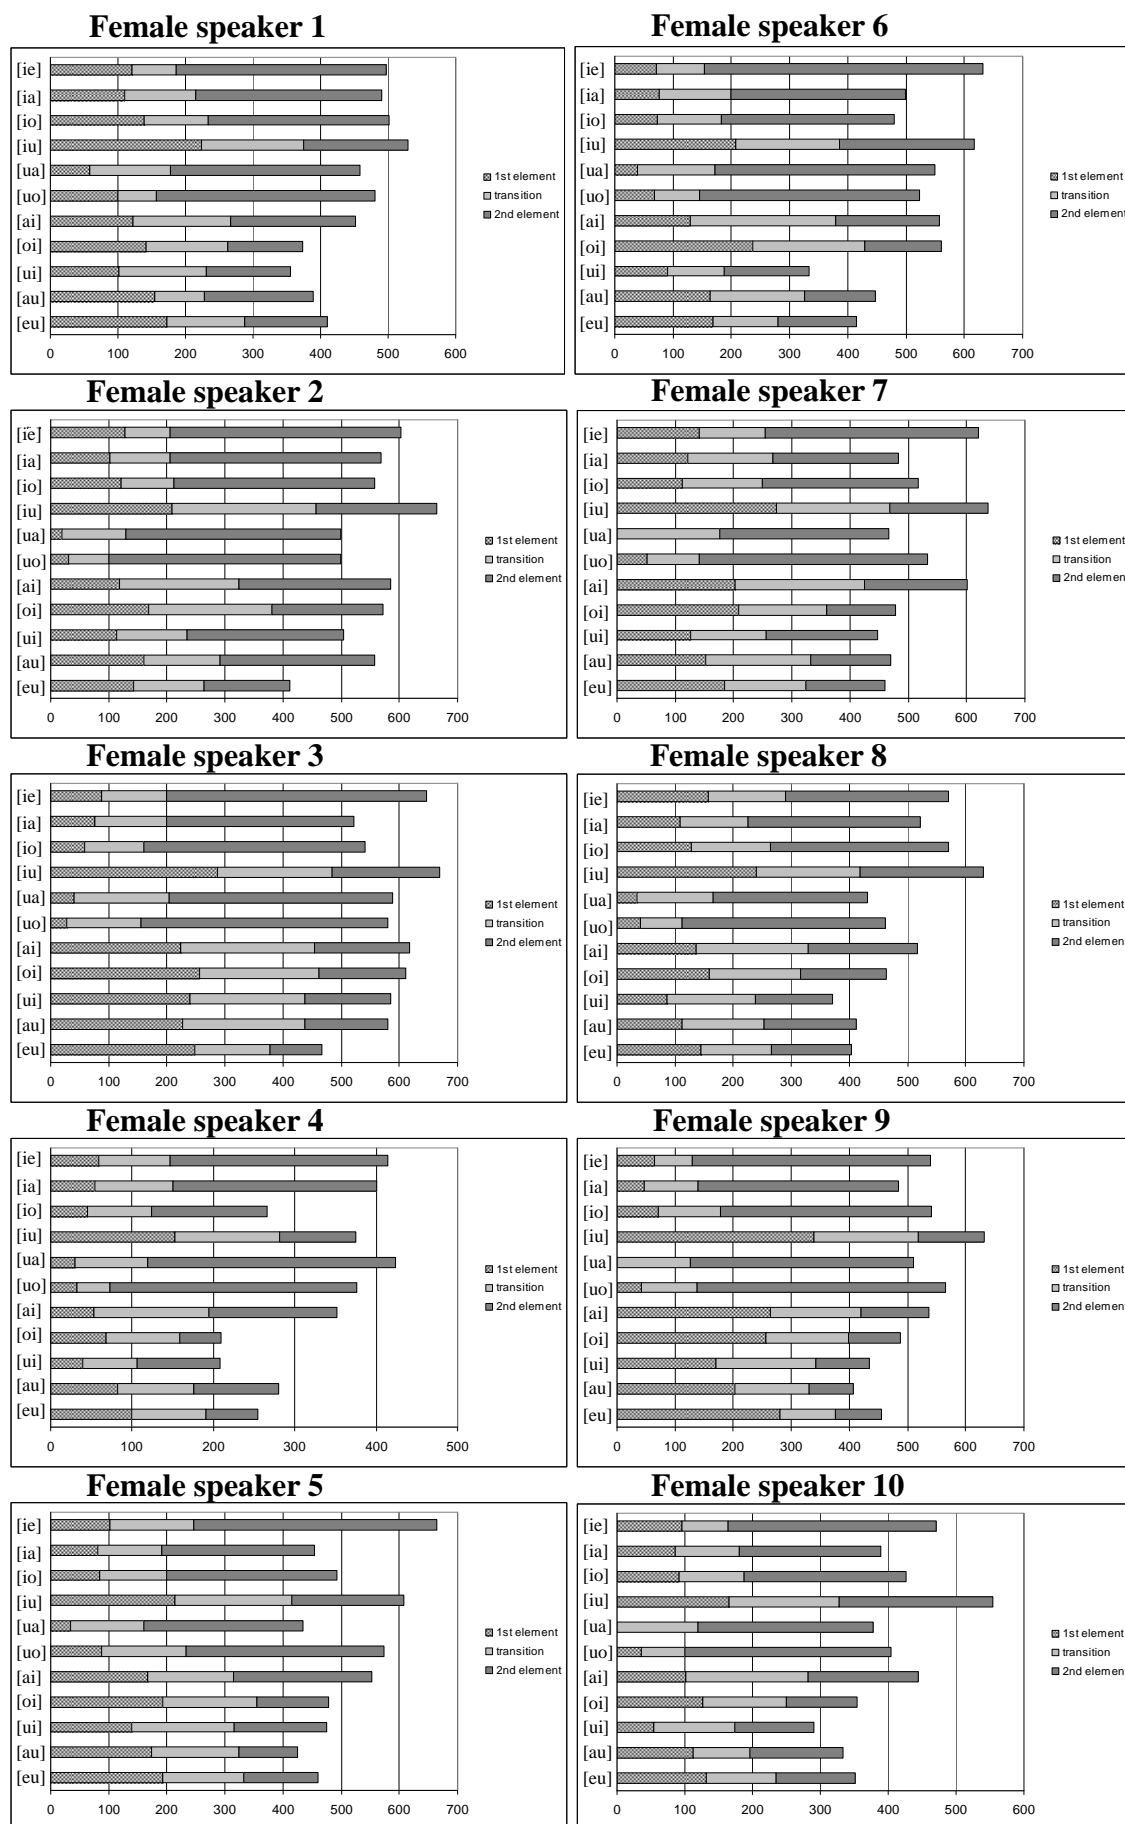 Female speaker 1
[ie]
[ia]
[io]
[iu]
[ua]
[uo]
[ai]
[oi]
[ui]
[au]
[eu]
0 100 200 300 400 500 600
1st element
transition
2nd element
Female speaker 6
[ie]
[ia]
[io]
[iu]
[ua]
[uo]
[ai]
[oi]
[ui]
[au]
[eu]
0 100 200 300 400 500 600 700
1st element
transition
2nd element
Female speaker 2
[ie]
[ia]
[io]
[iu]
[ua]
[uo]
[ai]
[oi]
[ui]
[au]
[eu]
0 100 200 300 400 500 600 700
1st element
transition
2nd element
Female speaker 7
[ie]
[ia]
[io]
[iu]
[ua]
[uo]
[ai]
[oi]
[ui]
[au]
[eu]
0 100 200 300 400 500 600 700
1st element
transition
2nd element
Female speaker 3
[ie]
[ia]
[io]
[iu]
[ua]
[uo]
[ai]
[oi]
[ui]
[au]
[eu]
0 100 200 300 400 500 600 700
1st element
transition
2nd element
Female speaker 8
[ie]
[ia]
[io]
[iu]
[ua]
[uo]
[ai]
[oi]
[ui]
[au]
[eu]
0 100 200 300 400 500 600 700
1st element
transition
2nd element
Female speaker 4
[ie]
[ia]
[io]
[iu]
[ua]
[uo]
[ai]
[oi]
[ui]
[au]
[eu]
0 100 200 300 400 500
1st element
transition
2nd element
Female speaker 9
[ie]
[ia]
[io]
[iu]
[ua]
[uo]
[ai]
[oi]
[ui]
[au]
[eu]
0 100 200 300 400 500 600 700
1st element
transition
2nd element
Female speaker 5
[ie]
[ia]
[io]
[iu]
[ua]
[uo]
[ai]
[oi]
[ui]
[au]
[eu]
0 100 200 300 400 500 600 700
1st element
transition
2nd element
Female speaker 10
[ie]
[ia]
[io]
[iu]
[ua]
[uo]
[ai]
[oi]
[ui]
[au]
[eu]
0 100 200 300 400 500 600
1st element
transition
2nd element